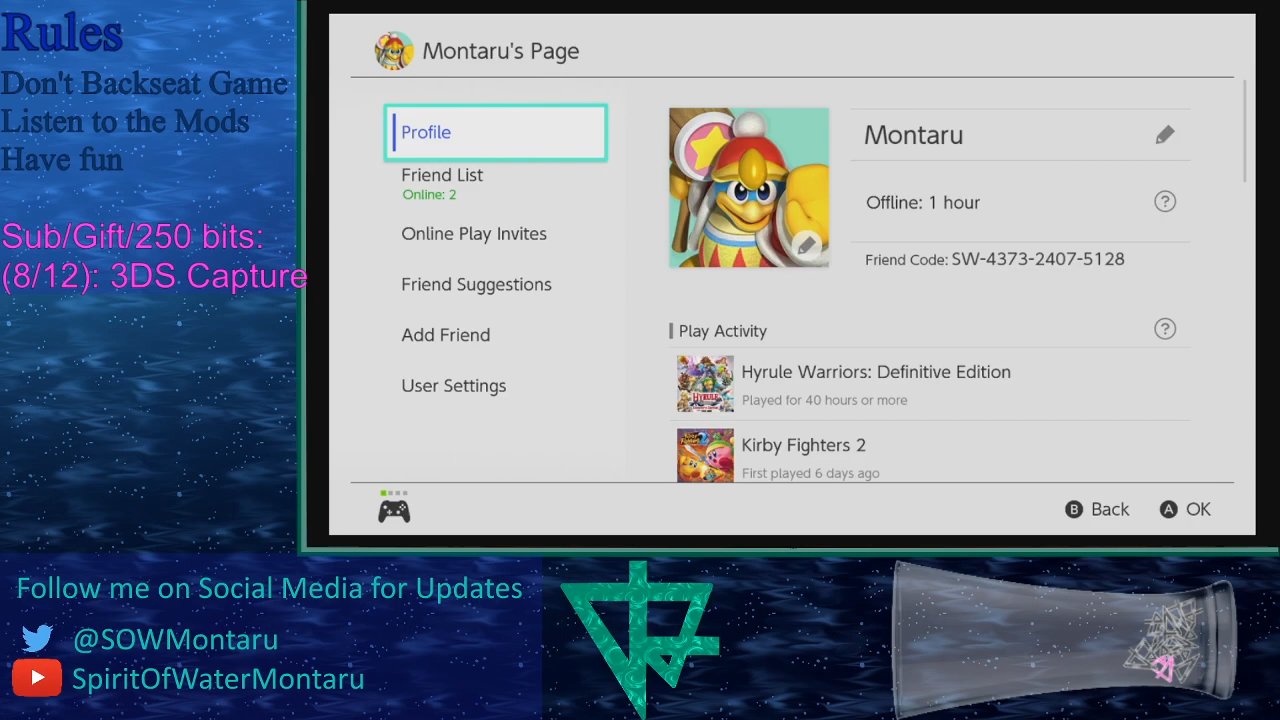 Rules
Don't Backseat Game
Listen to the Mods
Have fun
Sub/Gift/250 bits:
(8/12): 3DS Capture
Montaru's Page
Profile
Friend List
Online: 2
Online Play Invites
Friend Suggestions
Add Friend
User Settings
Montaru
Offline: 1 hour
?
Friend Code: SW-4373-2407-5128
Play Activity
?
HYRULE
Hyrule Warriors: Definitive Edition
Played for 40 hours or more
Kirby Fighters 2
First played 6 days ago
B Back
A OK
Follow me on Social Media for Updates
@SOWMontaru
SpiritOfWaterMontaru